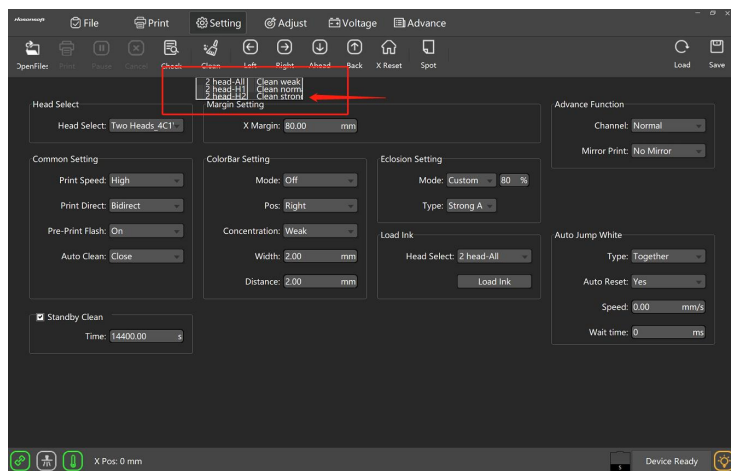 Hosonsoft File Print Setting Adjust Voltage Advance
OpenFiles Print Pause Cancel Check Clean Left Right Ahead Back X Reset Spot Load Save
2 head-All Clean weak
2 head-H1 Clean norm
2 head-H2 Clean stron
Head Select Margin Setting Advance Function
Head Select: Two Heads_4C1 X Margin: 80.00 mm Channel: Normal
Mirror Print: No Mirror
Common Setting ColorBar Setting Eclosion Setting
Print Speed: High Mode: Off Mode: Custom 80 %
Print Direct: Bidirect Pos: Right Type: Strong A
Pre-Print Flash: On Concentration: Weak Load Ink Auto Jump White
Auto Clean: Close Width: 2.00 mm Head Select: 2 head-All Type: Together
Distance: 2.00 mm Load Ink Auto Reset: Yes
Standby Clean Speed: 0.00 mm/s
Time: 14400.00 s Wait time: 0 ms
X Pos: 0 mm S Device Ready